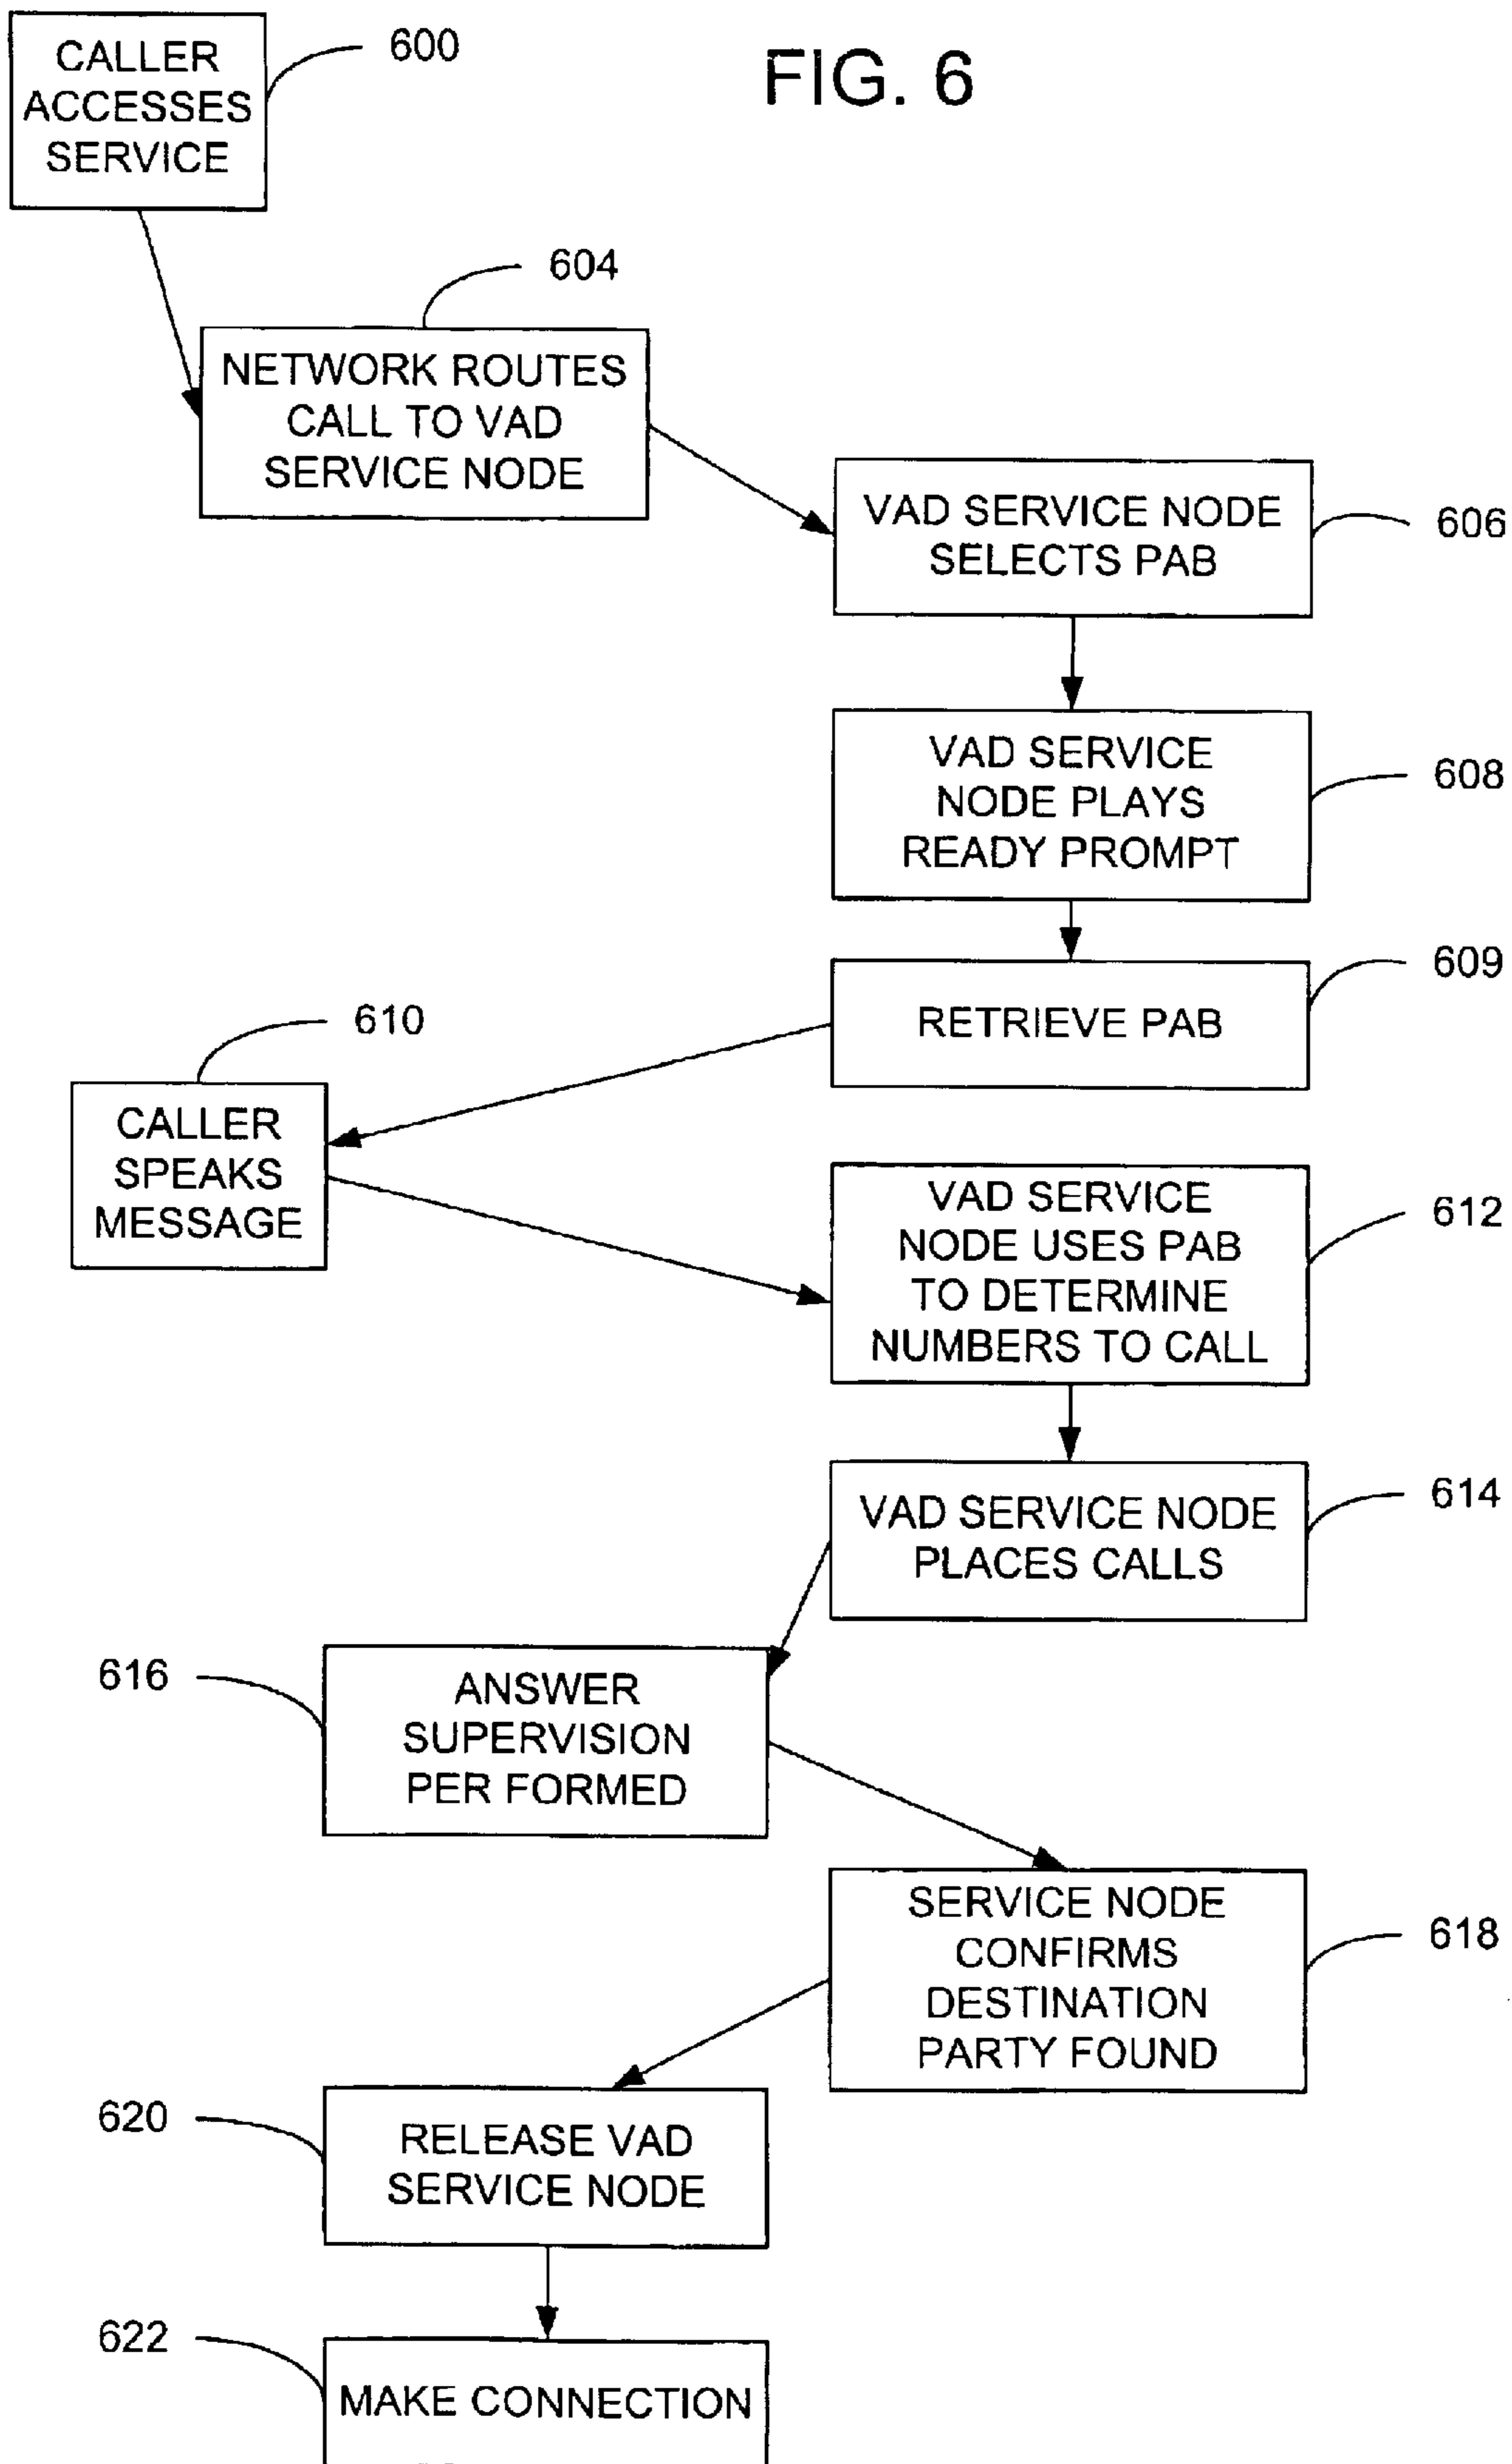 FIG. 6
CALLER
ACCESSES
SERVICE
600
604
NETWORK ROUTES
CALL TO VAD
SERVICE NODE
VAD SERVICE NODE
SELECTS PAB
606
VAD SERVICE
NODE PLAYS
READY PROMPT
608
RETRIEVE PAB
609
610
CALLER
SPEAKS
MESSAGE
VAD SERVICE
NODE USES PAB
TO DETERMINE
NUMBERS TO CALL
612
VAD SERVICE NODE
PLACES CALLS
614
616
ANSWER
SUPERVISION
PER FORMED
SERVICE NODE
CONFIRMS
DESTINATION
PARTY FOUND
618
620
RELEASE VAD
SERVICE NODE
622
MAKE CONNECTION